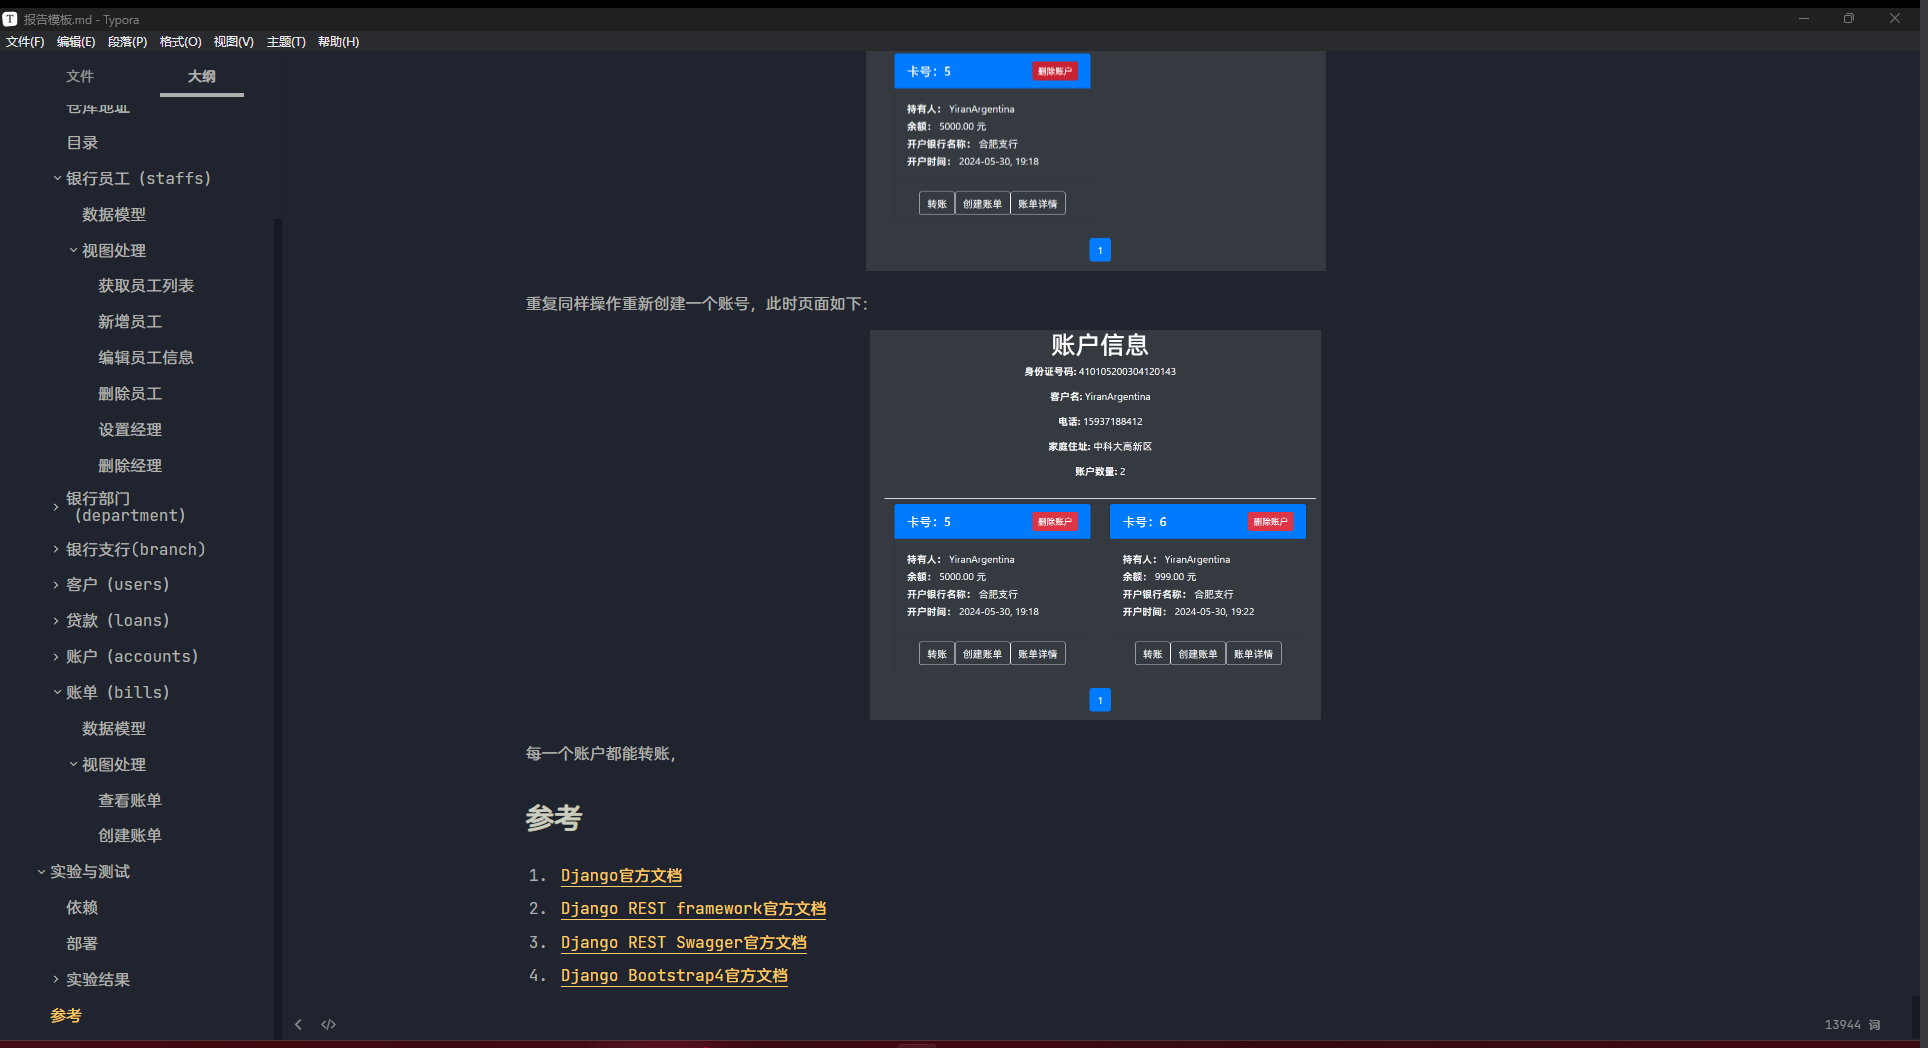 报告模板.md - Typora
文件(F) 编辑(E) 段落(P) 格式(O) 视图(V) 主题(T) 帮助(H)
文件 大纲
仓库地址
目录
银行员工 (staffs)
数据模型
视图处理
获取员工列表
新增员工
编辑员工信息
删除员工
设置经理
删除经理
银行部门
(department)
银行支行(branch)
客户 (users)
贷款 (loans)
账户 (accounts)
账单 (bills)
数据模型
视图处理
查看账单
创建账单
实验与测试
依赖
部署
实验结果
参考
卡号：5 删除账户
持有人： YiranArgentina
余额： 5000.00 元
开户银行名称： 合肥支行
开户时间： 2024-05-30, 19:18
转账 创建账单 账单详情
1
重复同样操作重新创建一个账号，此时页面如下：
账户信息
身份证号码: 410105200304120143
客户名: YiranArgentina
电话: 15937188412
家庭住址: 中科大高新区
账户数量: 2
卡号：5 删除账户
持有人： YiranArgentina
余额： 5000.00 元
开户银行名称： 合肥支行
开户时间： 2024-05-30, 19:18
转账 创建账单 账单详情
卡号：6 删除账户
持有人： YiranArgentina
余额： 999.00 元
开户银行名称： 合肥支行
开户时间： 2024-05-30, 19:22
转账 创建账单 账单详情
1
每一个账户都能转账，
参考
1. Django官方文档
2. Django REST framework官方文档
3. Django REST Swagger官方文档
4. Django Bootstrap4官方文档
13944 词